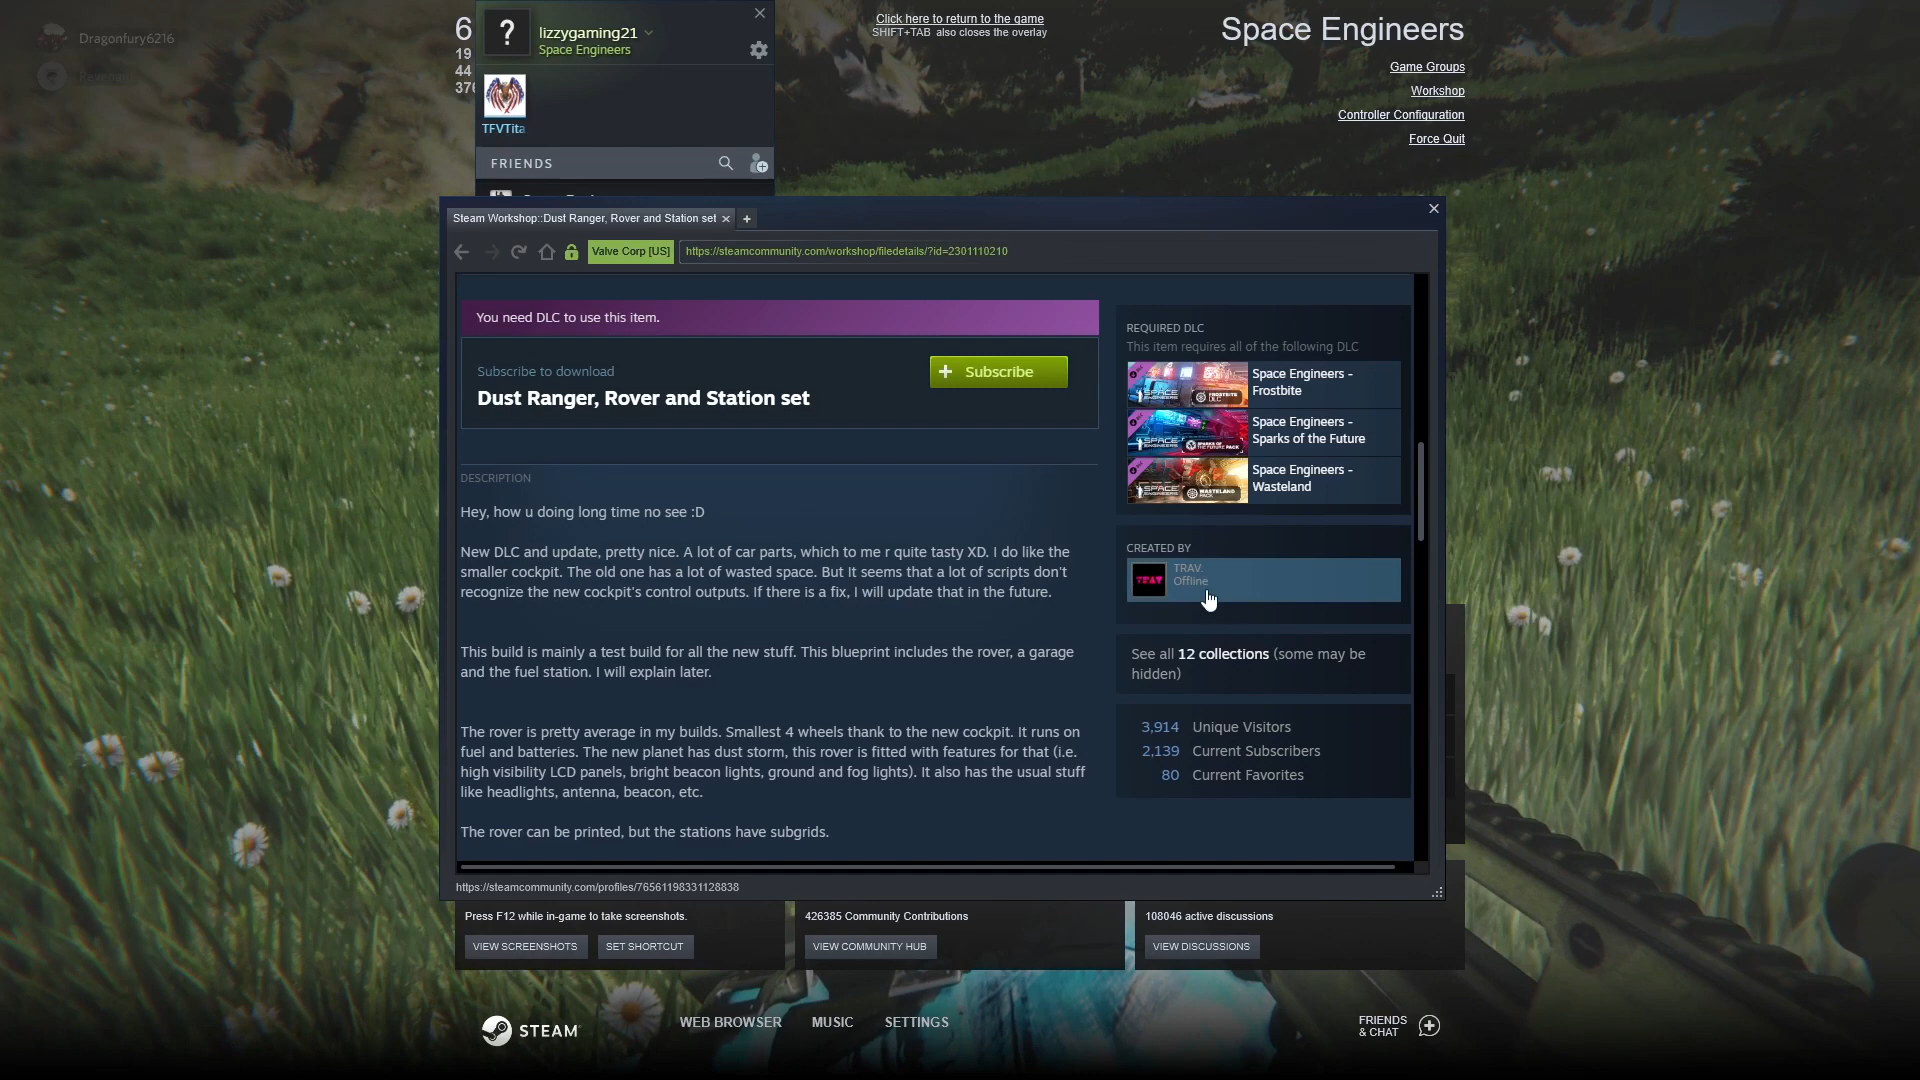 Dragonfury6216
6
19
44
376
?
lizzygaming21
Space Engineers
TFVTita
FRIENDS
Click here to return to the game
SHIFT+TAB also closes the overlay
Space Engineers
Game Groups
Workshop
Controller Configuration
Force Quit
Steam Workshop::Dust Ranger, Rover and Station set
Valve Corp [US]
https://steamcommunity.com/workshop/filedetails/?id=2301110210
You need DLC to use this item.
Subscribe to download
Dust Ranger, Rover and Station set
+ Subscribe
DESCRIPTION
Hey, how u doing long time no see :D
New DLC and update, pretty nice. A lot of car parts, which to me r quite tasty XD. I do like the
smaller cockpit. The old one has a lot of wasted space. But It seems that a lot of scripts don't
recognize the new cockpit's control outputs. If there is a fix, I will update that in the future.
This build is mainly a test build for all the new stuff. This blueprint includes the rover, a garage
and the fuel station. I will explain later.
The rover is pretty average in my builds. Smallest 4 wheels thank to the new cockpit. It runs on
fuel and batteries. The new planet has dust storm, this rover is fitted with features for that (i.e.
high visibility LCD panels, bright beacon lights, ground and fog lights). It also has the usual stuff
like headlights, antenna, beacon, etc.
The rover can be printed, but the stations have subgrids.
REQUIRED DLC
This item requires all of the following DLC
Space Engineers -
Frostbite
Space Engineers -
Sparks of the Future
Space Engineers -
Wasteland
CREATED BY
TRAV
TRAV.
Offline
See all 12 collections (some may be
hidden)
3,914 Unique Visitors
2,139 Current Subscribers
80 Current Favorites
https://steamcommunity.com/profiles/76561198331128838
Press F12 while in-game to take screenshots.
VIEW SCREENSHOTS
SET SHORTCUT
426385 Community Contributions
VIEW COMMUNITY HUB
108046 active discussions
VIEW DISCUSSIONS
STEAM
WEB BROWSER
MUSIC
SETTINGS
FRIENDS
& CHAT